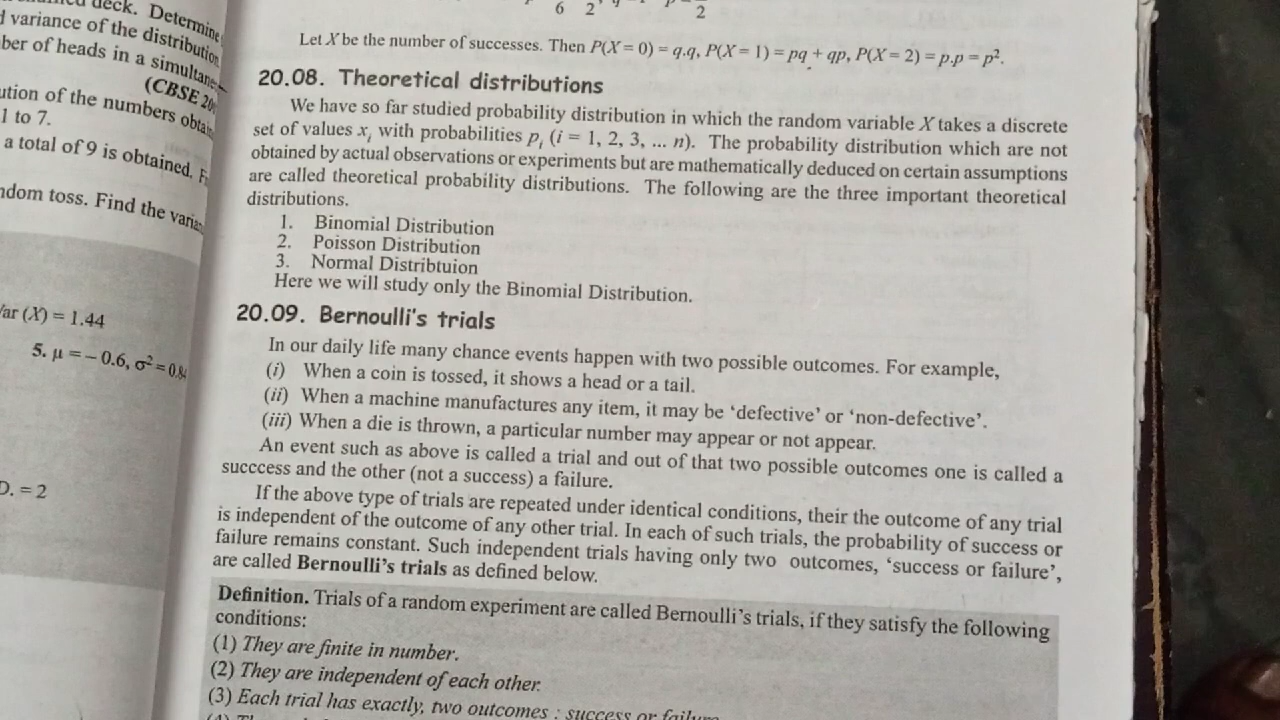 deck. Determine
variance of the distribution
ber of heads in a simultane
(CBSE 20
ution of the numbers obtain
1 to 7.
a total of 9 is obtained.
ndom toss. Find the varian
Var (X) = 1.44
5. μ = – 0.6, σ² = 0.84
D. = 2
6 2 2
Let X be the number of successes. Then P(X = 0) = q.q, P(X = 1) = pq + qp, P(X = 2) = p.p = p².
20.08. Theoretical distributions
We have so far studied probability distribution in which the random variable X takes a discrete
set of values xᵢ with probabilities pᵢ (i = 1, 2, 3, ... n). The probability distribution which are not
obtained by actual observations or experiments but are mathematically deduced on certain assumptions
are called theoretical probability distributions. The following are the three important theoretical
distributions.
1. Binomial Distribution
2. Poisson Distribution
3. Normal Distribtuion
Here we will study only the Binomial Distribution.
20.09. Bernoulli's trials
In our daily life many chance events happen with two possible outcomes. For example,
(i) When a coin is tossed, it shows a head or a tail.
(ii) When a machine manufactures any item, it may be ‘defective’ or ‘non-defective’.
(iii) When a die is thrown, a particular number may appear or not appear.
An event such as above is called a trial and out of that two possible outcomes one is called a
succcess and the other (not a success) a failure.
If the above type of trials are repeated under identical conditions, their the outcome of any trial
is independent of the outcome of any other trial. In each of such trials, the probability of success or
failure remains constant. Such independent trials having only two outcomes, ‘success or failure’,
are called Bernoulli’s trials as defined below.
Definition. Trials of a random experiment are called Bernoulli’s trials, if they satisfy the following
conditions:
(1) They are finite in number.
(2) They are independent of each other.
(3) Each trial has exactly, two outcomes : success or failure